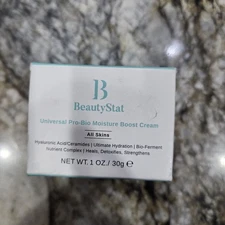 B
BeautyStat
Universal Pro-Bio Moisture Boost Cream
All Skins
Hyaluronic Acid/Ceramides | Ultimate Hydration | Bio-Ferment
Nutrient Complex | Heals, Detoxifies, Strengthens
NET WT. 1 OZ./ 30g ℮